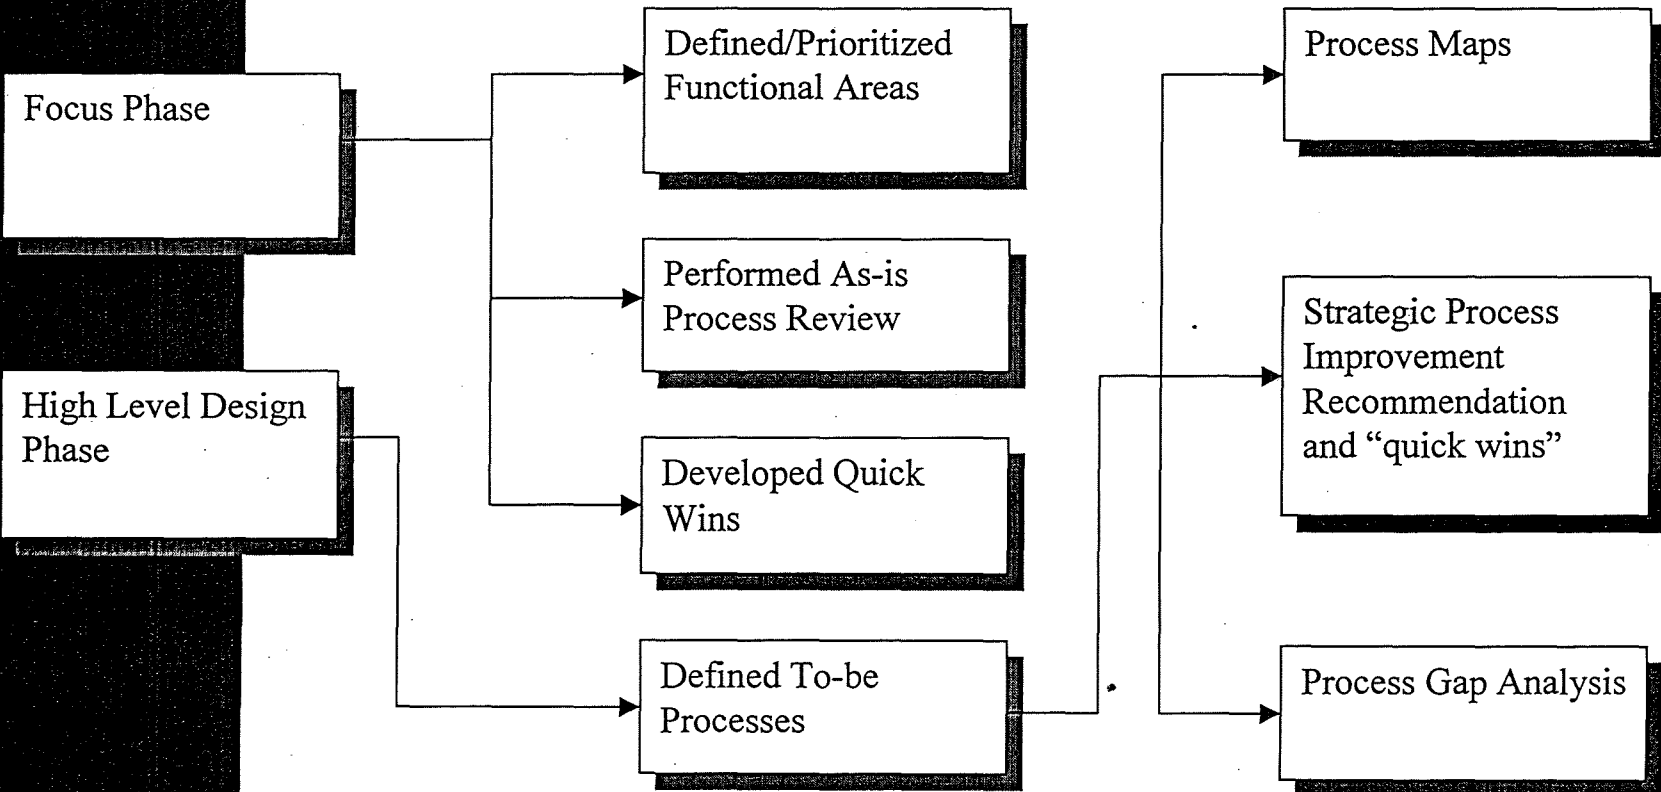 Focus Phase
High Level Design
Phase
Defined/Prioritized
Functional Areas
Performed As-is
Process Review
Developed Quick
Wins
Defined To-be
Processes
Process Maps
Strategic Process
Improvement
Recommendation
and “quick wins”
Process Gap Analysis